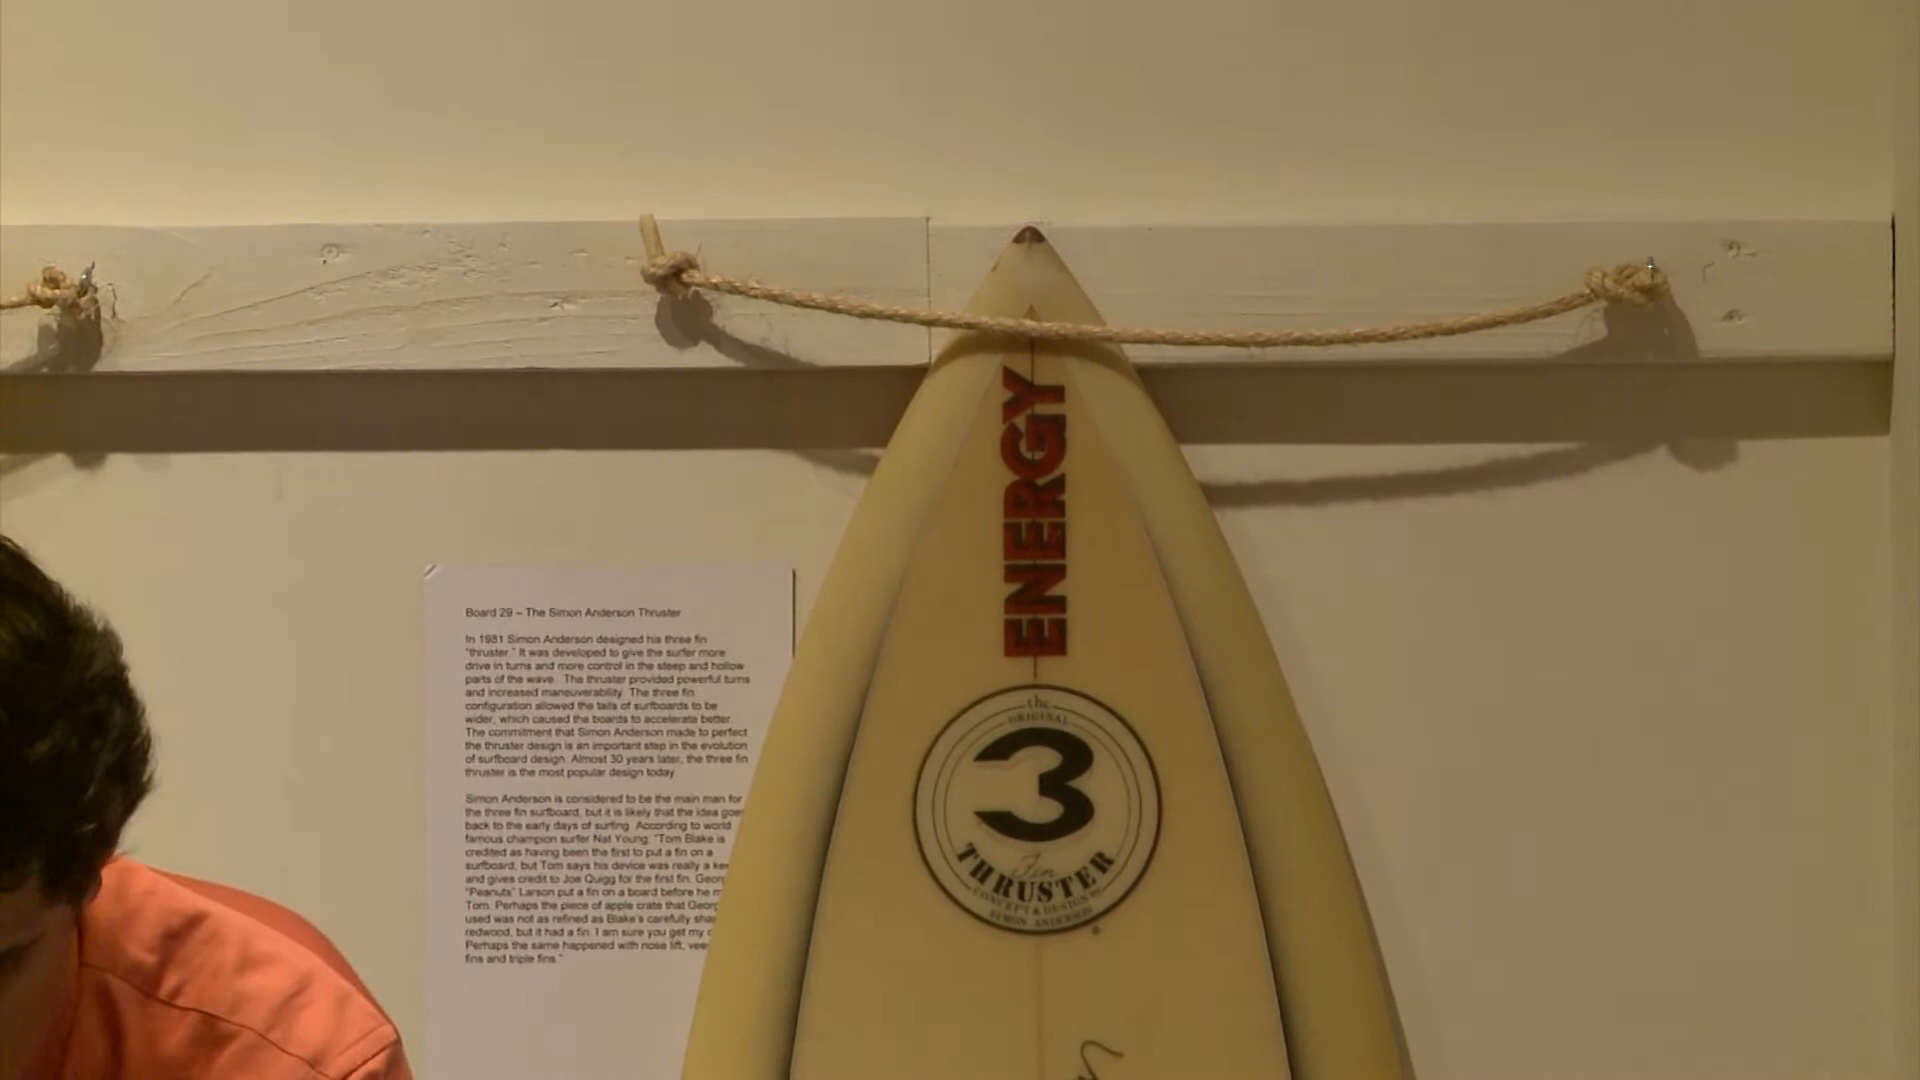 Board 29 – The Simon Anderson Thruster
In 1981 Simon Anderson designed his three fin
"thruster." It was developed to give the surfer more
drive in turns and more control in the steep and hollow
parts of the wave. The thruster provided powerful turns
and increased maneuverability. The three fin
configuration allowed the tails of surfboards to be
wider, which caused the boards to accelerate better.
The commitment that Simon Anderson made to perfect
the thruster design is an important step in the evolution
of surfboard design. Almost 30 years later, the three fin
thruster is the most popular design today.
Simon Anderson is considered to be the main man for
the three fin surfboard, but it is likely that the idea goes
back to the early days of surfing. According to world
famous champion surfer Nat Young: "Tom Blake is
credited as having been the first to put a fin on a
surfboard, but Tom says his device was really a
and gives credit to Joe Quigg for the first fin.
"Peanuts" Larson put a fin on a board before he
Tom. Perhaps the piece of apple crate that
used was not as refined as Blake's carefully
redwood, but it had a fin. I am sure you get my
Perhaps the same happened with nose lift,
fins and triple fins."
ENERGY
the
ORIGINAL
3
Fin
THRUSTER
CONCEPT & DESIGN BY
SIMON ANDERSON
®